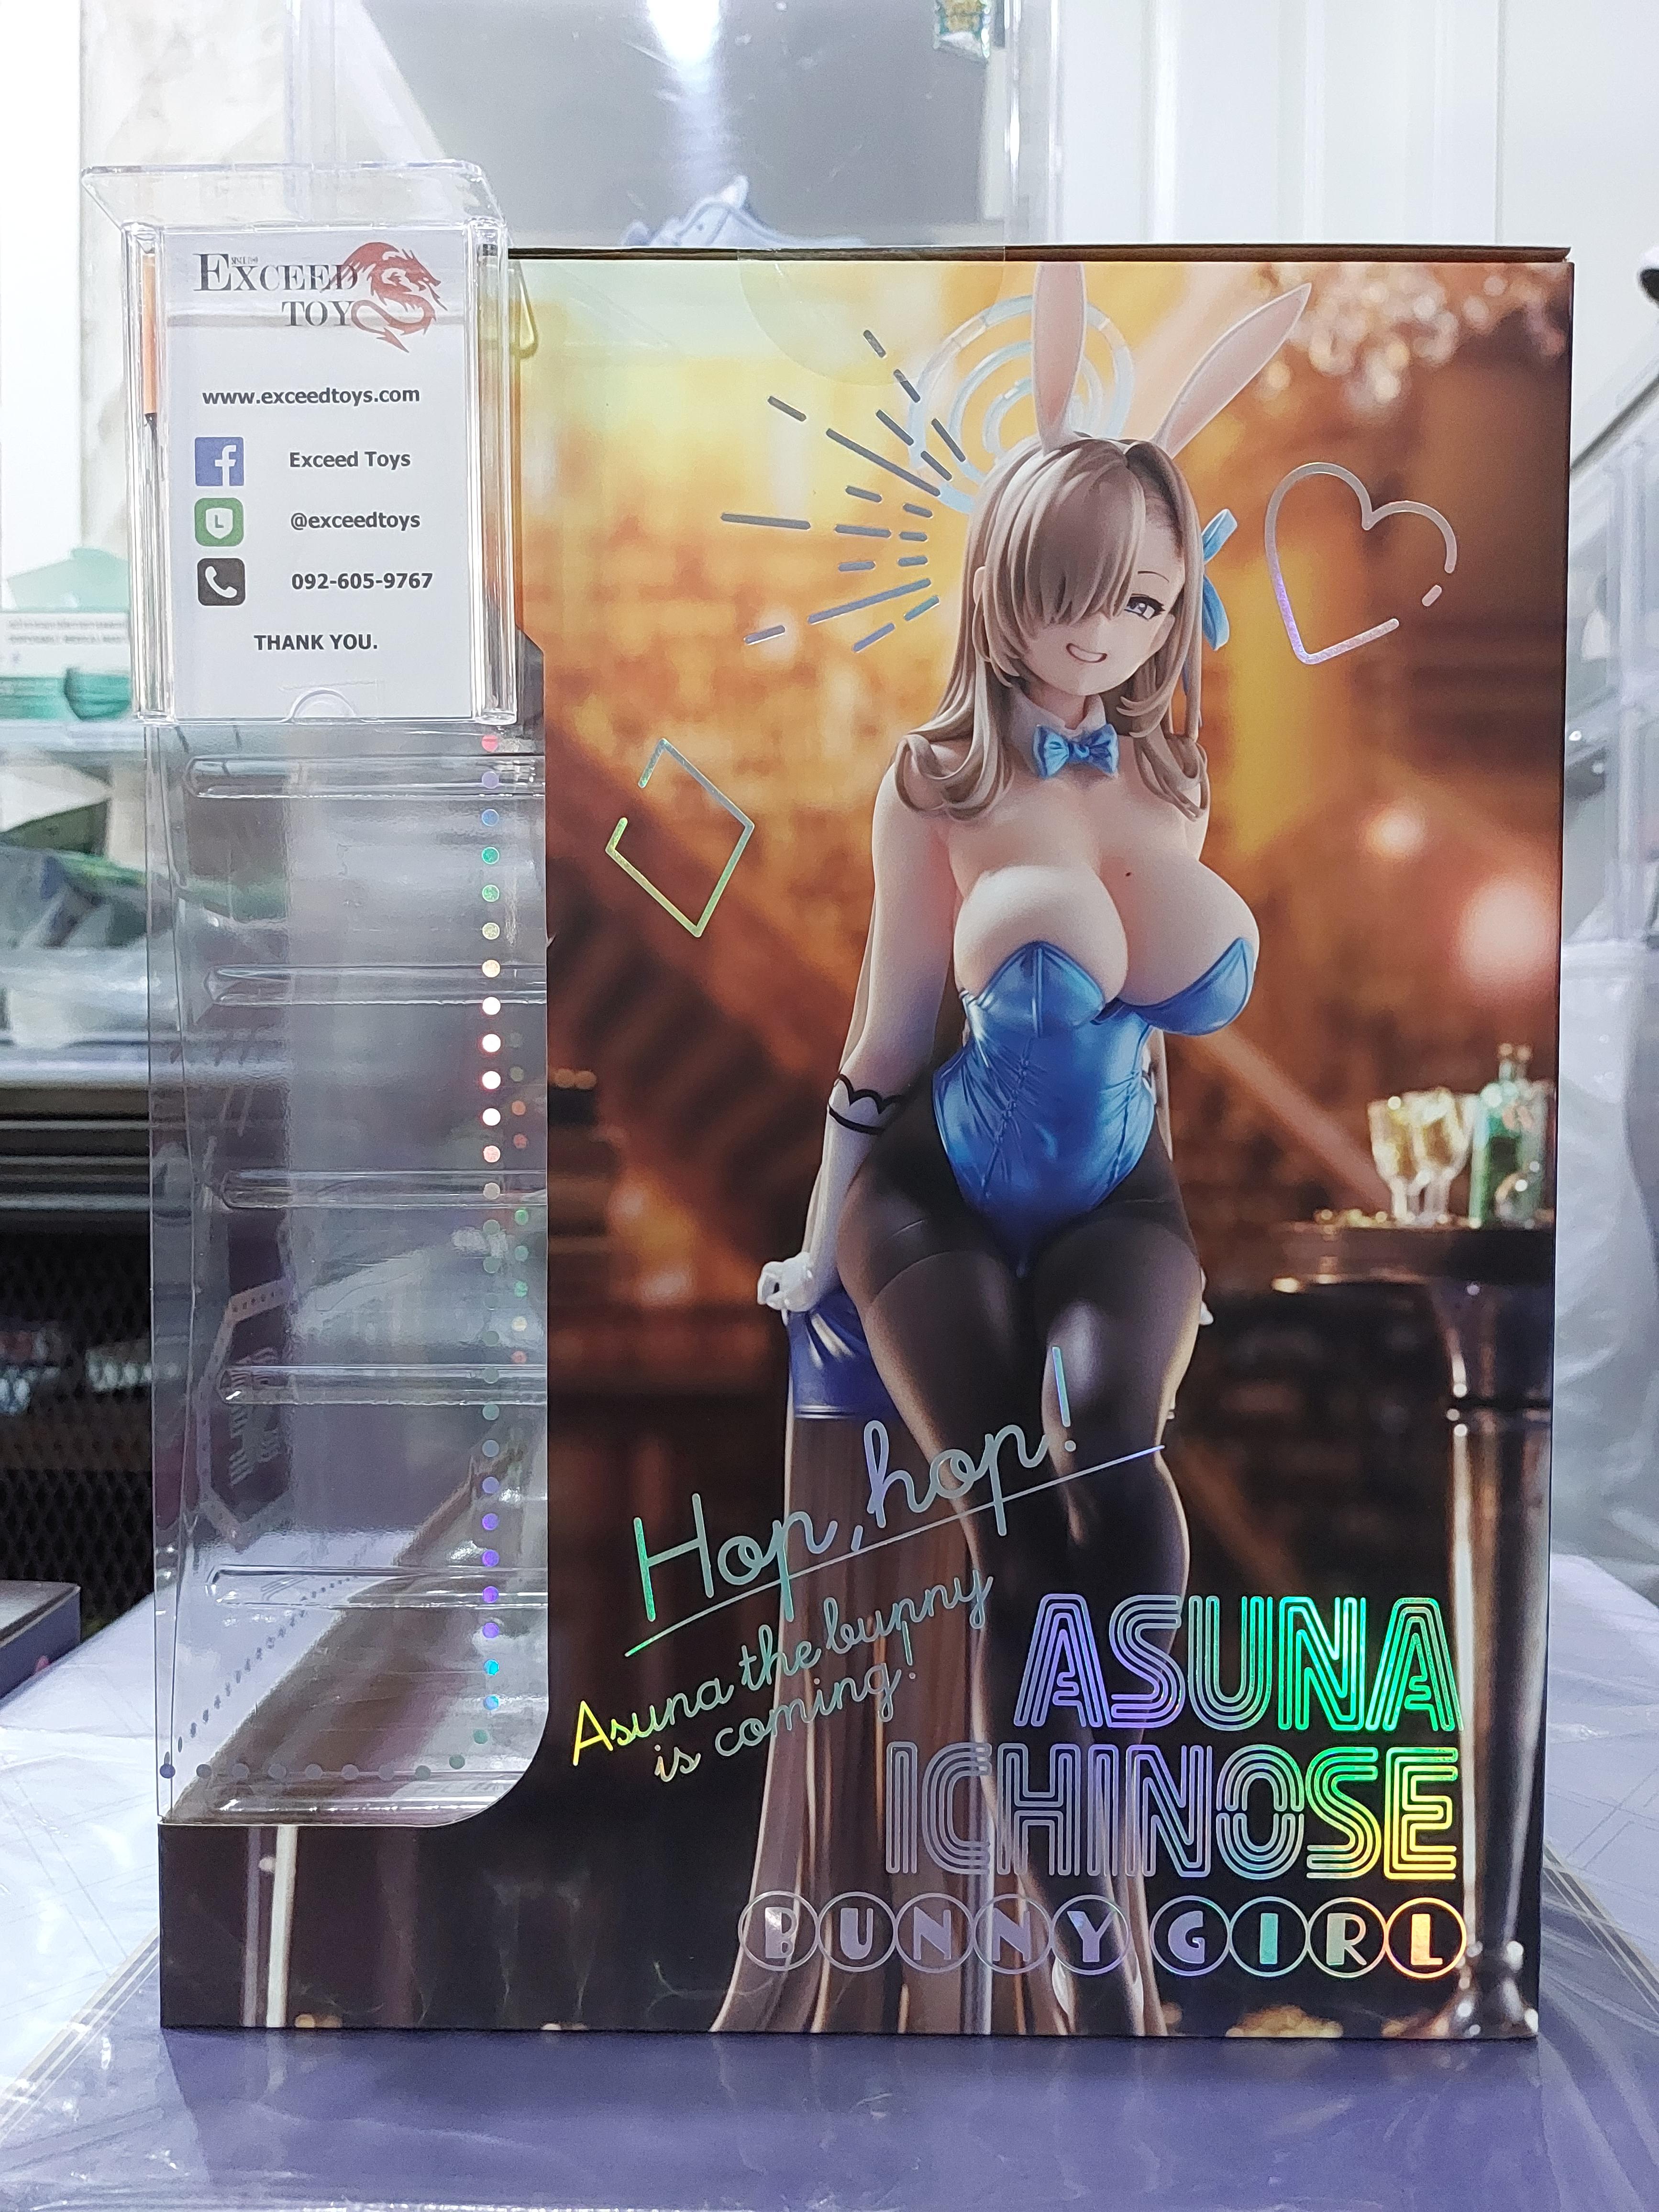 EXCEED
TOYS
www.exceedtoys.com
Exceed Toys
L
@exceedtoys
092-605-9767
THANK YOU.
Hop, hop!
Asuna the bunny
is coming!
ASUNA
ICHINOSE
BUNNY GIRL